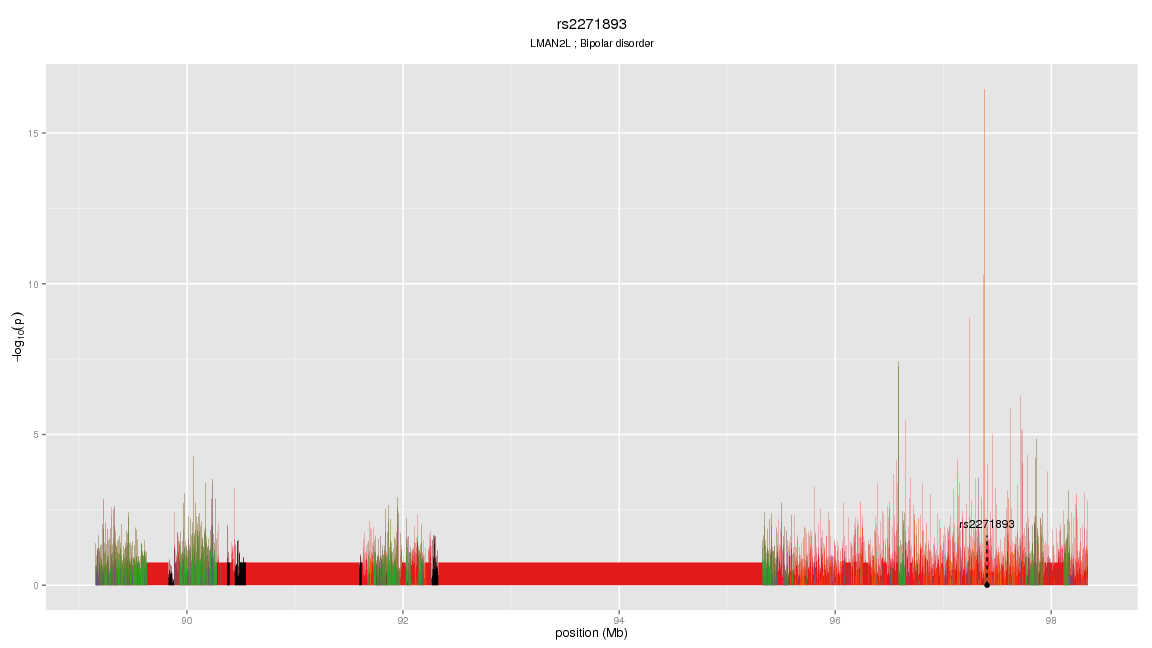 rs2271893
LMAN2L ; Bipolar disorder
15
10
5
0
−log10(p)
rs2271893
90
92
94
96
98
position (Mb)